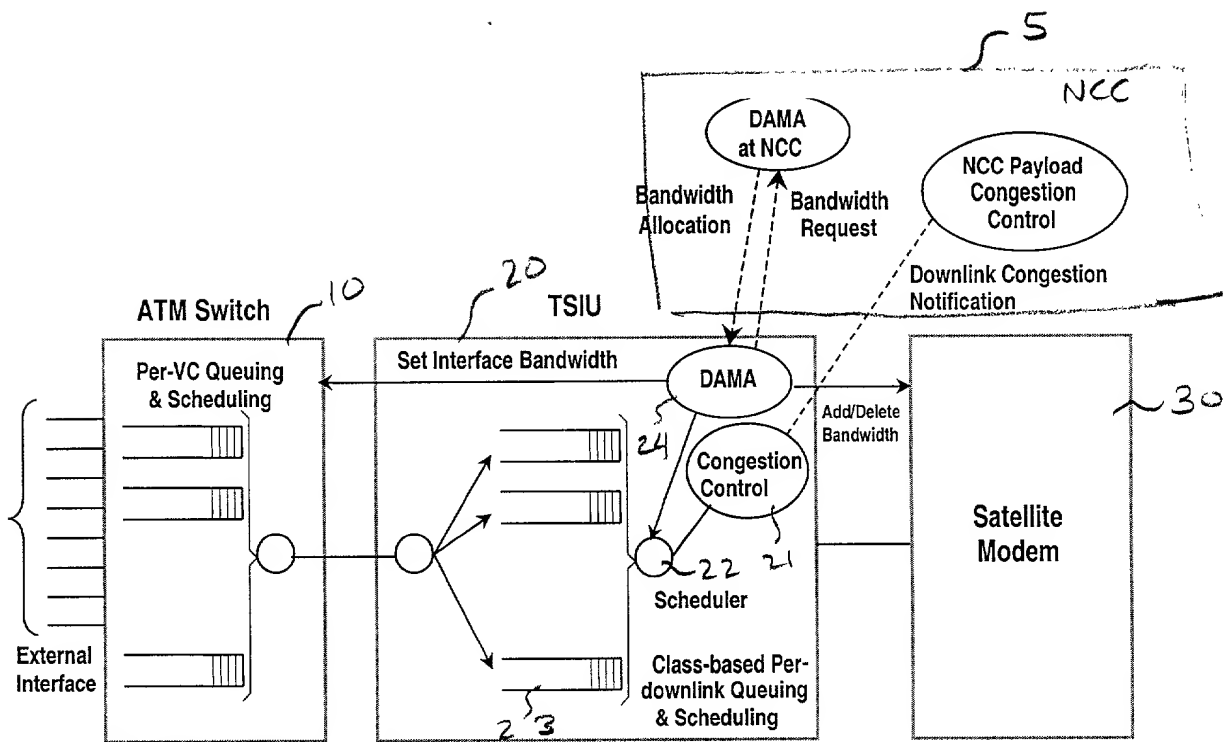 5
NCC
DAMA
at NCC
NCC Payload
Congestion
Control
Bandwidth
Allocation
Bandwidth
Request
Downlink Congestion
Notification
10
20
ATM Switch
TSIU
Per-VC Queuing
& Scheduling
Set Interface Bandwidth
DAMA
24
Add/Delete
Bandwidth
30
Congestion
Control
21
22
Scheduler
Satellite
Modem
External
Interface
23
Class-based Per-
downlink Queuing
& Scheduling